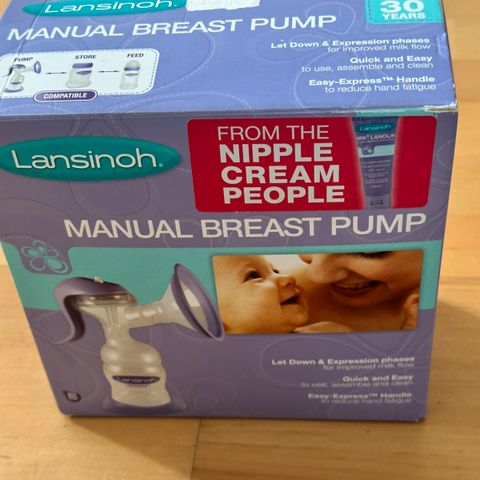 Lansinoh
MANUAL BREAST PUMP
30
YEARS
Let Down & Expression phases
for improved milk flow
Quick and Easy
to use, assemble and clean
Easy-Express™ Handle
to reduce hand fatigue
PUMP
STORE
FEED
COMPATIBLE
Lansinoh®
FROM THE
NIPPLE
CREAM
PEOPLE
Lansinoh
MANUAL BREAST PUMP
Lansinoh
Let Down & Expression phases
for improved milk flow
Quick and Easy
to use, assemble and clean
Easy-Express™ Handle
to reduce hand fatigue